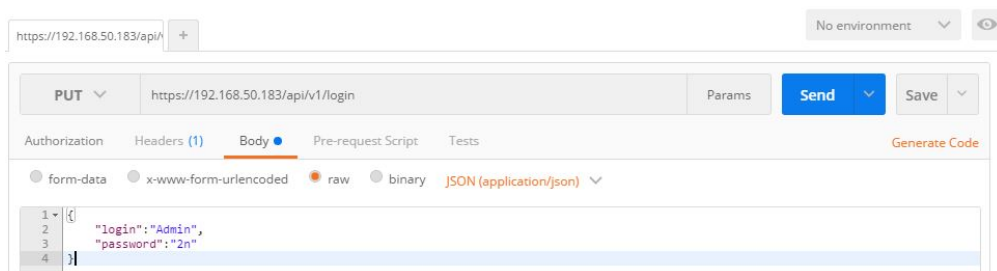 No environment
https://192.168.50.183/api/v +
PUT https://192.168.50.183/api/v1/login Params Send Save
Authorization Headers (1) Body Pre-request Script Tests Generate Code
form-data x-www-form-urlencoded raw binary JSON (application/json)
1 {
2 "login":"Admin",
3 "password":"2n"
4 }